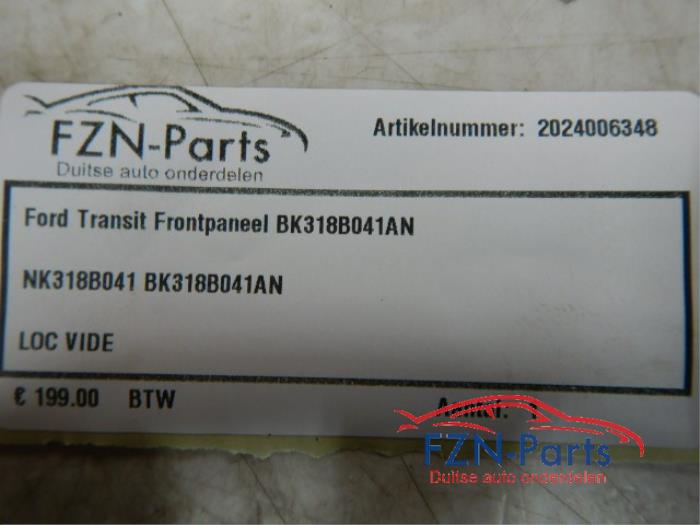 FZN-Parts
Duitse auto onderdelen
Artikelnummer: 2024006348
Ford Transit Frontpaneel BK318B041AN
NK318B041 BK318B041AN
LOC VIDE
€ 199.00 BTW
FZN-Parts
Duitse auto onderdelen